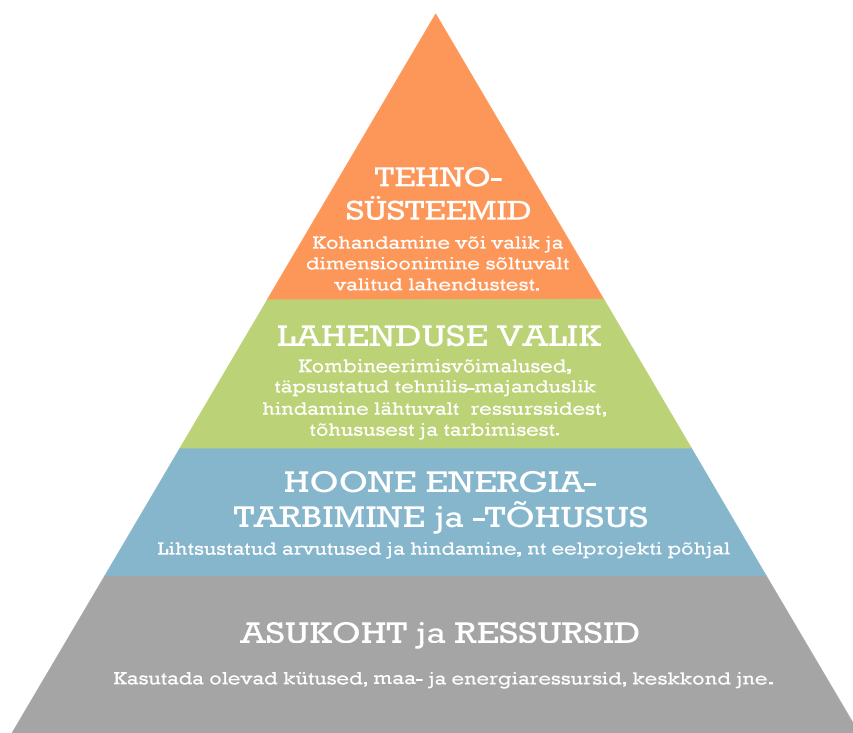 TEHNO-
SÜSTEEMID
Kohandamine või valik ja
dimensioonimine sõltuvalt
valitud lahendustest.
LAHENDUSE VALIK
Kombineerimisvõimalused,
täpsustatud tehnilis-majanduslik
hindamine lähtuvalt ressurssidest,
tõhususest ja tarbimisest.
HOONE ENERGIA-
TARBIMINE ja -TÕHUSUS
Lihtsustatud arvutused ja hindamine, nt eelprojekti põhjal
ASUKOHT ja RESSURSID
Kasutada olevad kütused, maa- ja energiaressursid, keskkond jne.